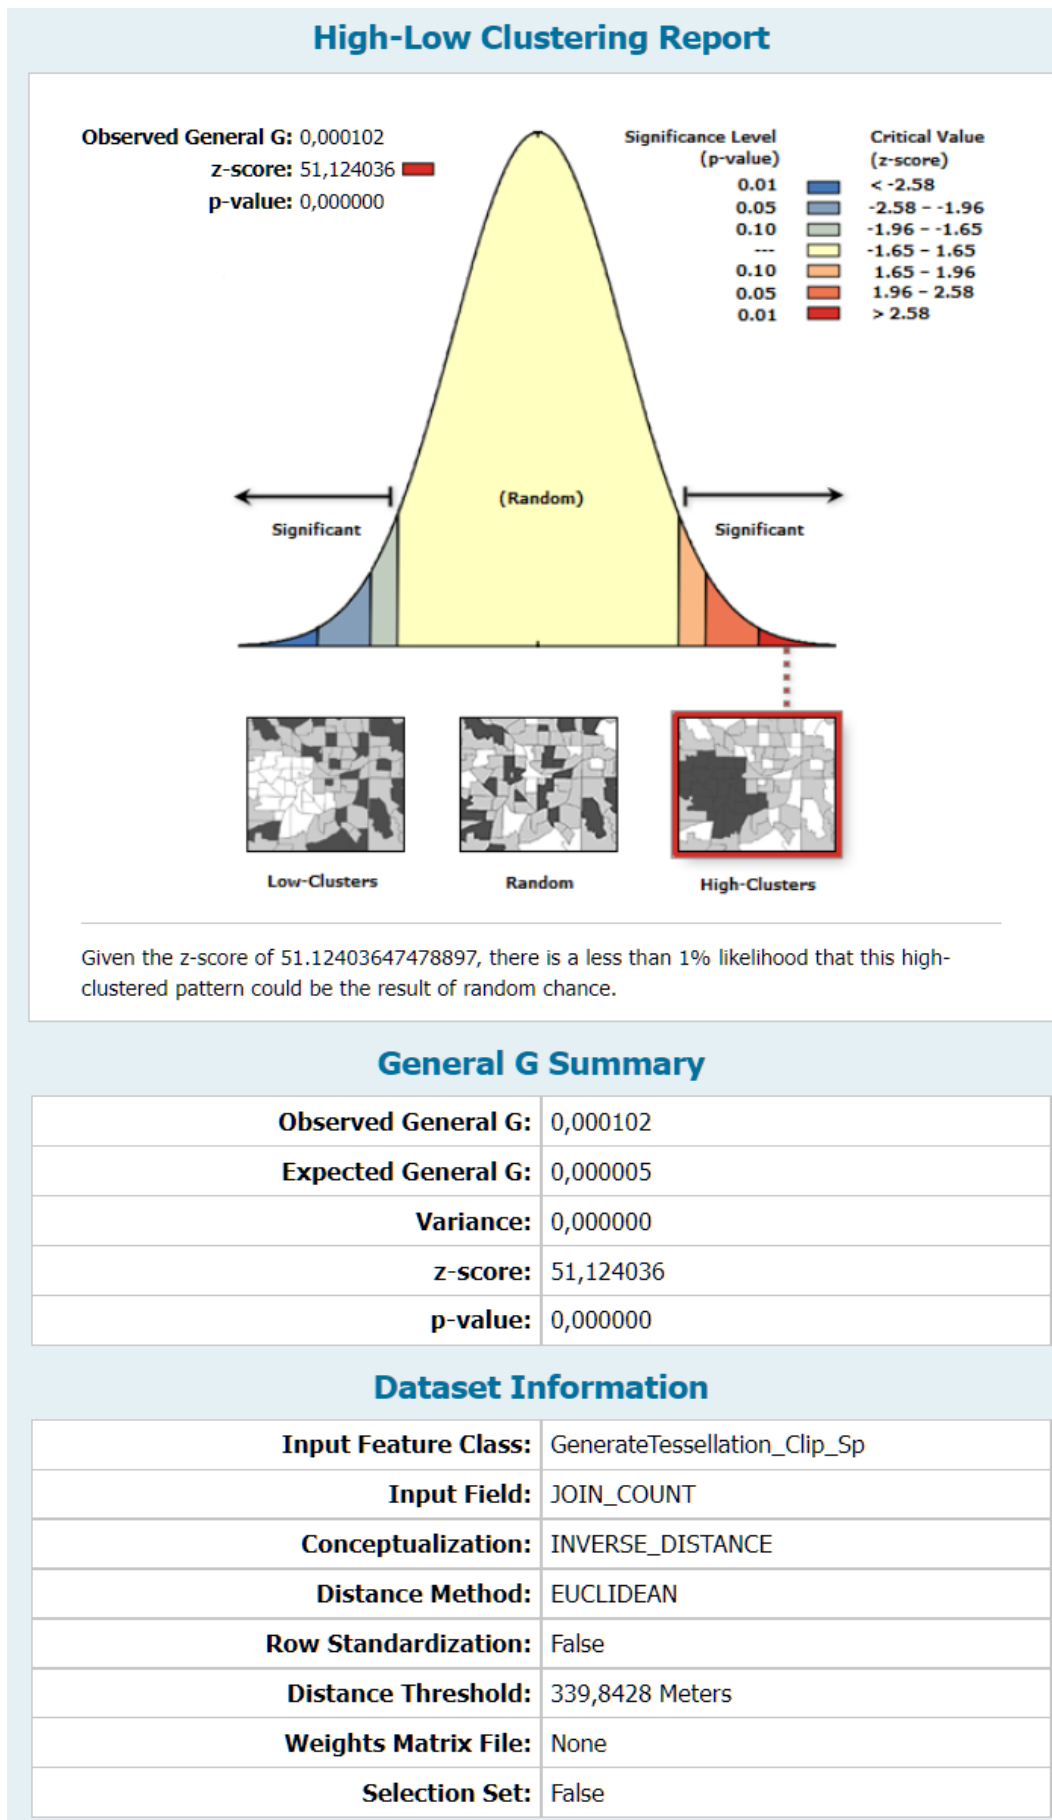 High-Low Clustering Report
Observed General G: 0,000102
z-score: 51,124036
p-value: 0,000000
Significance Level
(p-value)
Critical Value
(z-score)
0.01 < -2.58
0.05 -2.58 – -1.96
0.10 -1.96 – -1.65
--- -1.65 – 1.65
0.10 1.65 – 1.96
0.05 1.96 – 2.58
0.01 > 2.58
Significant
(Random)
Significant
Low-Clusters
Random
High-Clusters
Given the z-score of 51.12403647478897, there is a less than 1% likelihood that this high-
clustered pattern could be the result of random chance.
General G Summary
Observed General G: 0,000102
Expected General G: 0,000005
Variance: 0,000000
z-score: 51,124036
p-value: 0,000000
Dataset Information
Input Feature Class: GenerateTessellation_Clip_Sp
Input Field: JOIN_COUNT
Conceptualization: INVERSE_DISTANCE
Distance Method: EUCLIDEAN
Row Standardization: False
Distance Threshold: 339,8428 Meters
Weights Matrix File: None
Selection Set: False